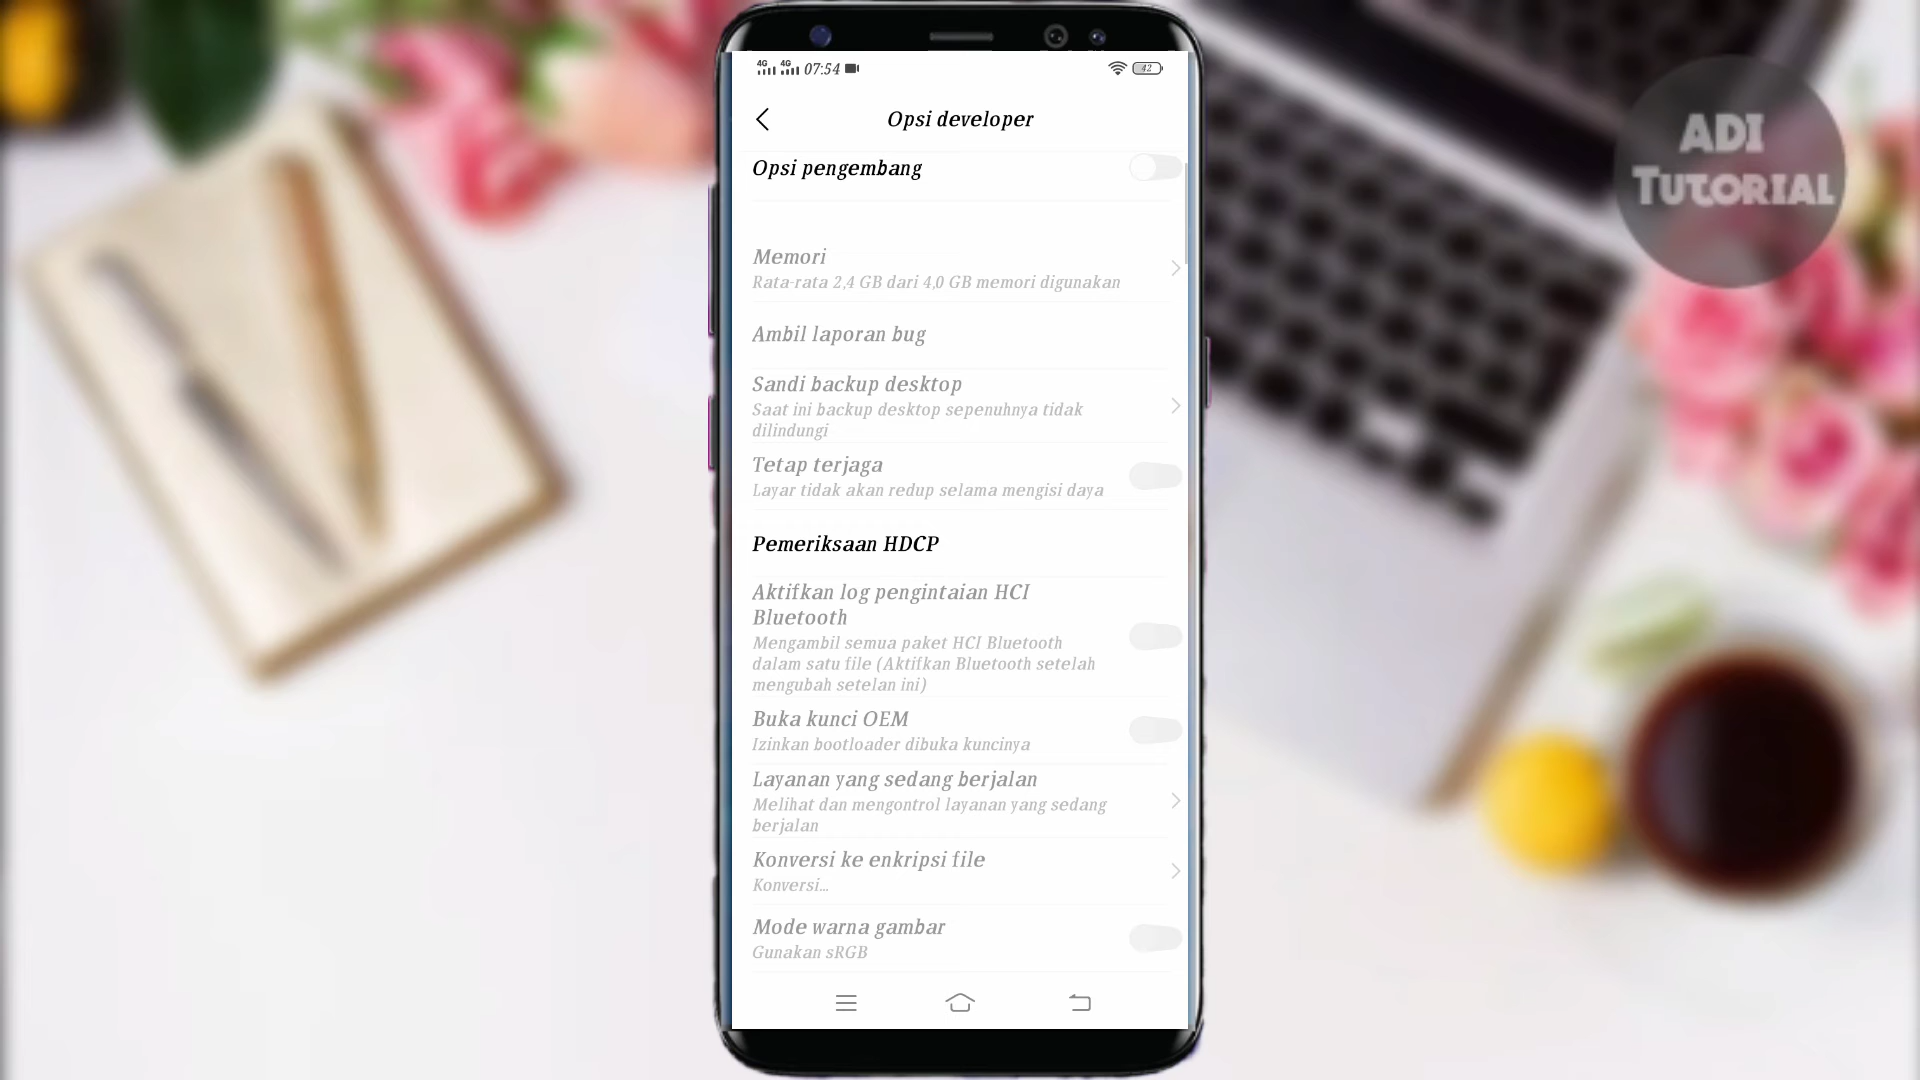 4G 4G 07:54 42
Opsi developer
Opsi pengembang
Memori
Rata-rata 2,4 GB dari 4,0 GB memori digunakan
Ambil laporan bug
Sandi backup desktop
Saat ini backup desktop sepenuhnya tidak
dilindungi
Tetap terjaga
Layar tidak akan redup selama mengisi daya
Pemeriksaan HDCP
Aktifkan log pengintaian HCI
Bluetooth
Mengambil semua paket HCI Bluetooth
dalam satu file (Aktifkan Bluetooth setelah
mengubah setelan ini)
Buka kunci OEM
Izinkan bootloader dibuka kuncinya
Layanan yang sedang berjalan
Melihat dan mengontrol layanan yang sedang
berjalan
Konversi ke enkripsi file
Konversi...
Mode warna gambar
Gunakan sRGB
ADI
TUTORIAL